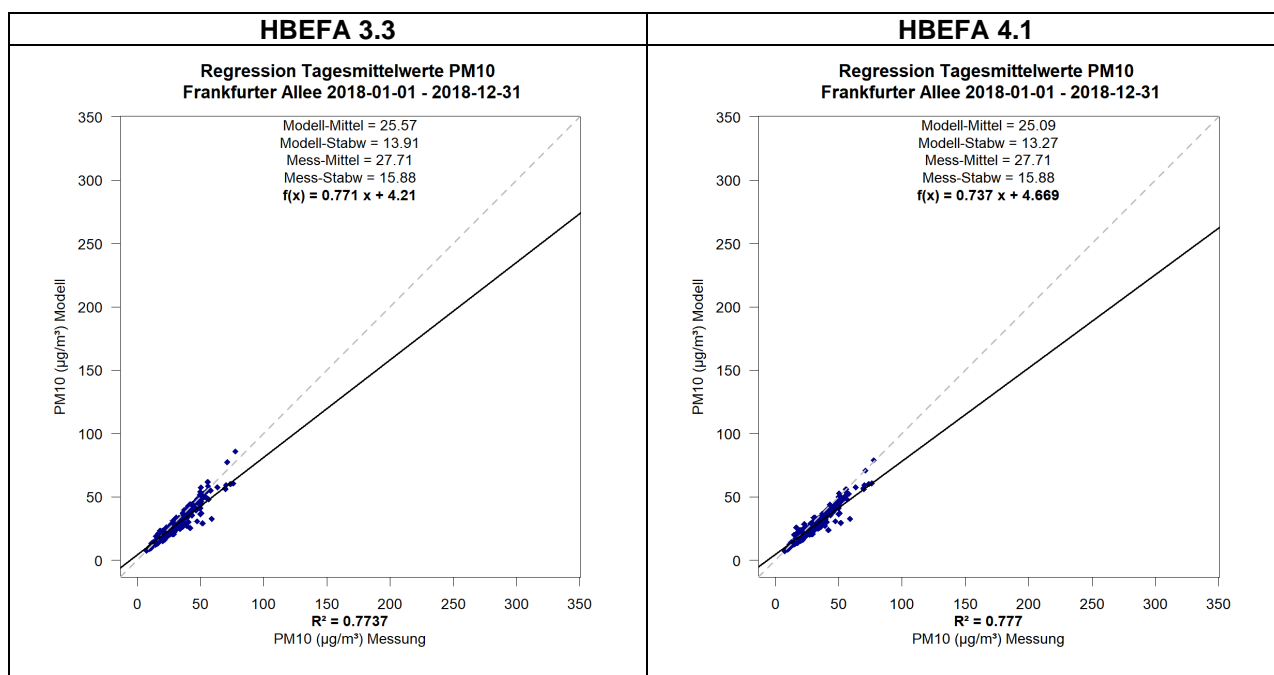 HBEFA 3.3
Regression Tagesmittelwerte PM10
Frankfurter Allee 2018-01-01 - 2018-12-31
Modell-Mittel = 25.57
Modell-Stabw = 13.91
Mess-Mittel = 27.71
Mess-Stabw = 15.88
f(x) = 0.771 x + 4.21
350
300
250
200
150
100
50
0
PM10 (µg/m³) Modell
0 50 100 150 200 250 300 350
R² = 0.7737
PM10 (µg/m³) Messung
HBEFA 4.1
Regression Tagesmittelwerte PM10
Frankfurter Allee 2018-01-01 - 2018-12-31
Modell-Mittel = 25.09
Modell-Stabw = 13.27
Mess-Mittel = 27.71
Mess-Stabw = 15.88
f(x) = 0.737 x + 4.669
350
300
250
200
150
100
50
0
PM10 (µg/m³) Modell
0 50 100 150 200 250 300 350
R² = 0.777
PM10 (µg/m³) Messung